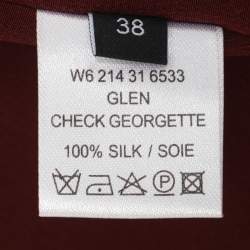 38
W6 214 31 6533
GLEN
CHECK GEORGETTE
100% SILK / SOIE